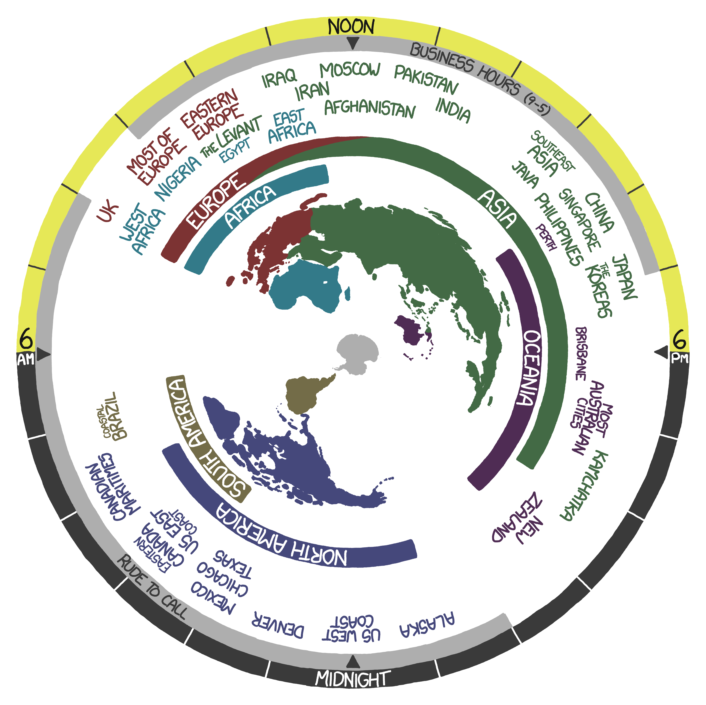 NOON
BUSINESS HOURS (9-5)
IRAQ
MOSCOW
PAKISTAN
IRAN
AFGHANISTAN
INDIA
EASTERN
EUROPE
MOST OF
EUROPE
THE LEVANT
EGYPT
EAST
AFRICA
NIGERIA
WEST
AFRICA
UK
EUROPE
AFRICA
ASIA
SOUTHEAST
ASIA
JAVA
SINGAPORE
CHINA
PHILIPPINES
PERTH
THE
KOREAS
JAPAN
6
AM
6
PM
OCEANIA
BRISBANE
MOST
AUSTRALIAN
CITIES
KAMCHATKA
NEW
ZEALAND
SOUTH AMERICA
NORTH AMERICA
COASTAL
BRAZIL
CANADIAN
MARITIMES
EASTERN
CANADA
US EAST
COAST
RUDE TO CALL
MEXICO
CHICAGO
TEXAS
DENVER
US WEST
COAST
ALASKA
MIDNIGHT